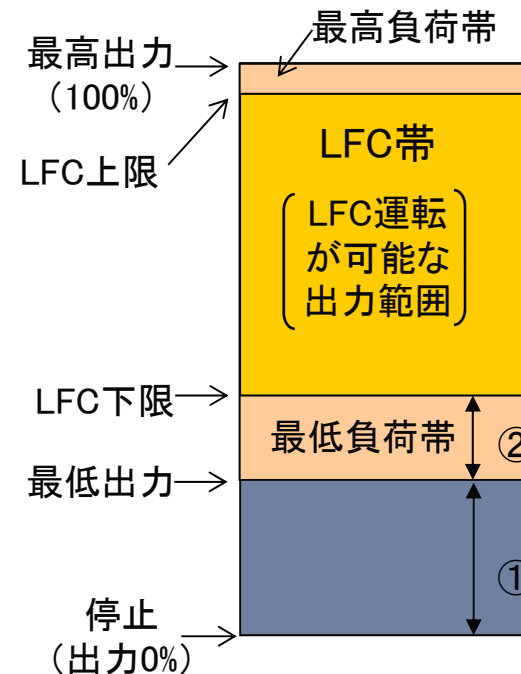 最高負荷帯
最高出力
(100%)
LFC上限
LFC帯
LFC運転
が可能な
出力範囲
LFC下限
最低負荷帯
②
最低出力
①
停止
(出力0%)